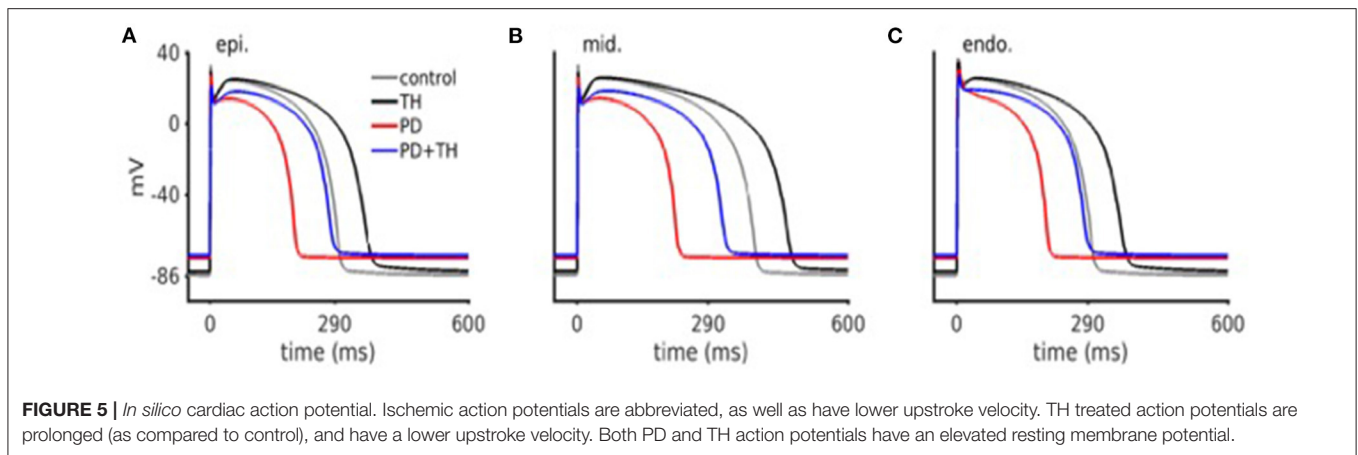 A
epi.
B
mid.
C
endo.
40
0
-40
-86
mV
control
TH
PD
PD+TH
0 290 600
time (ms)
0 290 600
time (ms)
0 290 600
time (ms)
FIGURE 5 | In silico cardiac action potential. Ischemic action potentials are abbreviated, as well as have lower upstroke velocity. TH treated action potentials are
prolonged (as compared to control), and have a lower upstroke velocity. Both PD and TH action potentials have an elevated resting membrane potential.